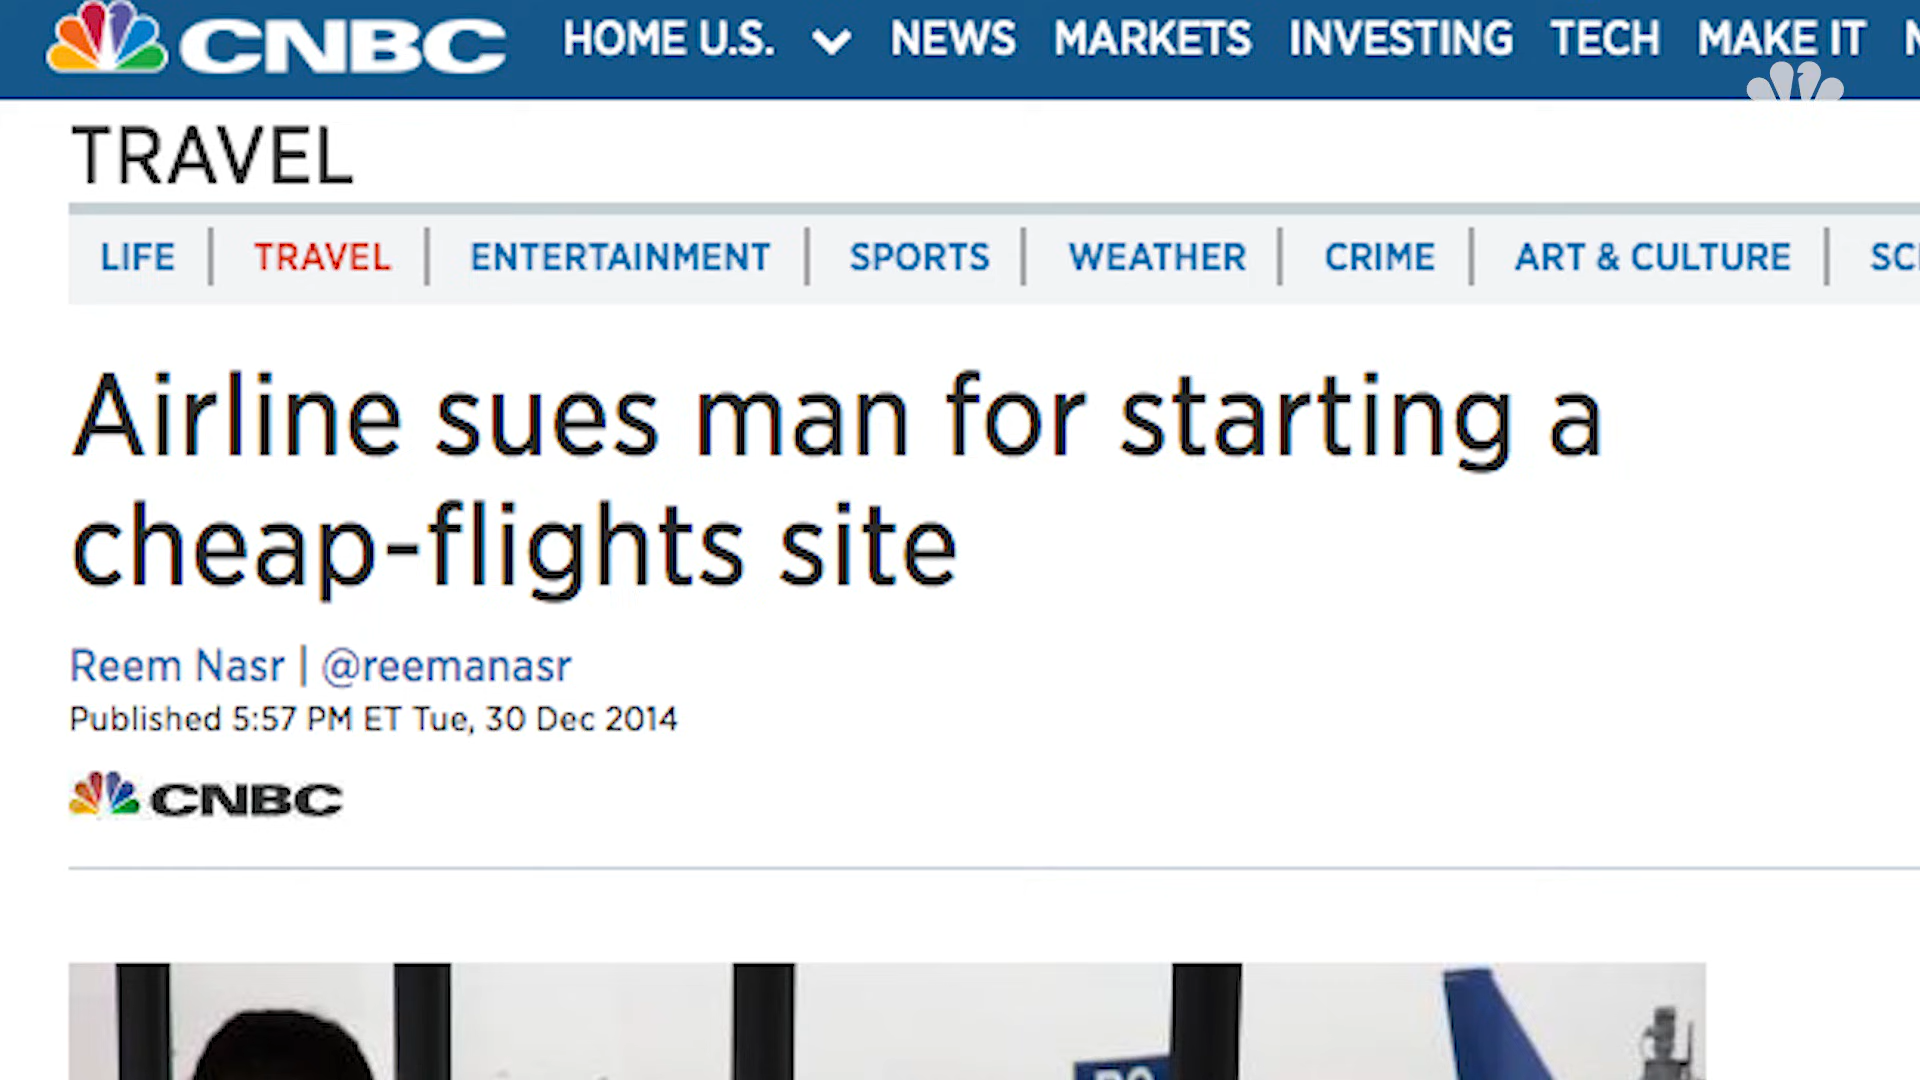 CNBC HOME U.S. NEWS MARKETS INVESTING TECH MAKE IT
TRAVEL
LIFE | TRAVEL | ENTERTAINMENT | SPORTS | WEATHER | CRIME | ART & CULTURE |
Airline sues man for starting a
cheap-flights site
Reem Nasr | @reemanasr
Published 5:57 PM ET Tue, 30 Dec 2014
CNBC